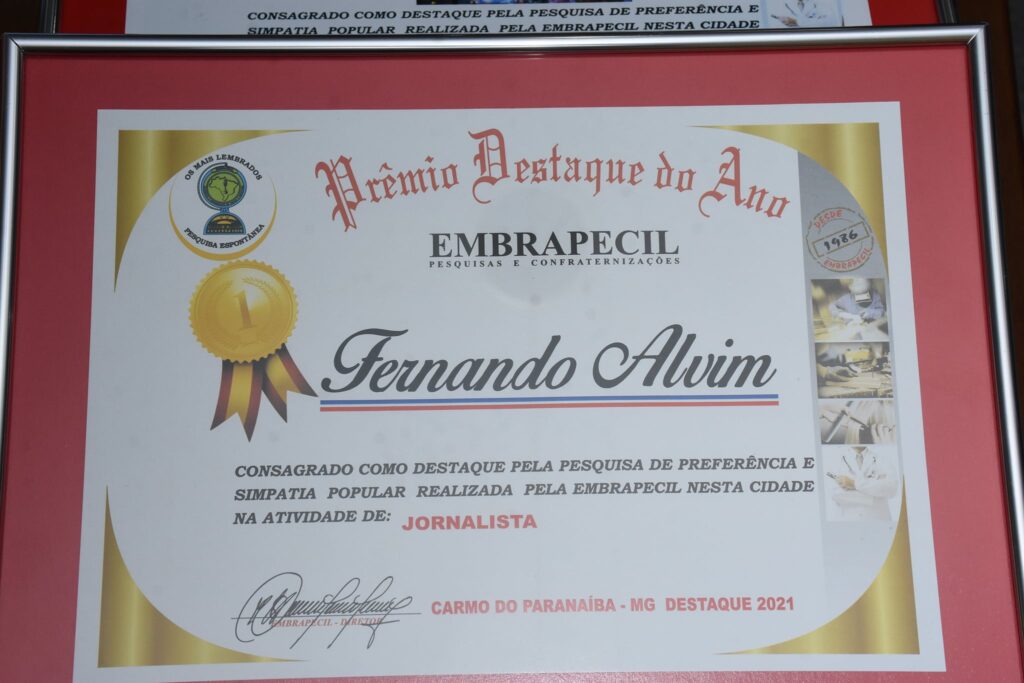 CONSAGRADO COMO DESTAQUE PELA PESQUISA DE PREFERÊNCIA E
SIMPATIA POPULAR REALIZADA PELA EMBRAPECIL NESTA CIDADE
OS MAIS LEMBRADOS
PESQUISA ESPONTÂNEA
Prêmio Destaque do Ano
EMBRAPECIL
PESQUISAS E CONFRATERNIZAÇÕES
DESDE
1986
EMBRAPECIL
1
Fernando Alvim
CONSAGRADO COMO DESTAQUE PELA PESQUISA DE PREFERÊNCIA E
SIMPATIA POPULAR REALIZADA PELA EMBRAPECIL NESTA CIDADE
NA ATIVIDADE DE: JORNALISTA
EMBRAPECIL - DIRETOR
CARMO DO PARANAÍBA - MG DESTAQUE 2021